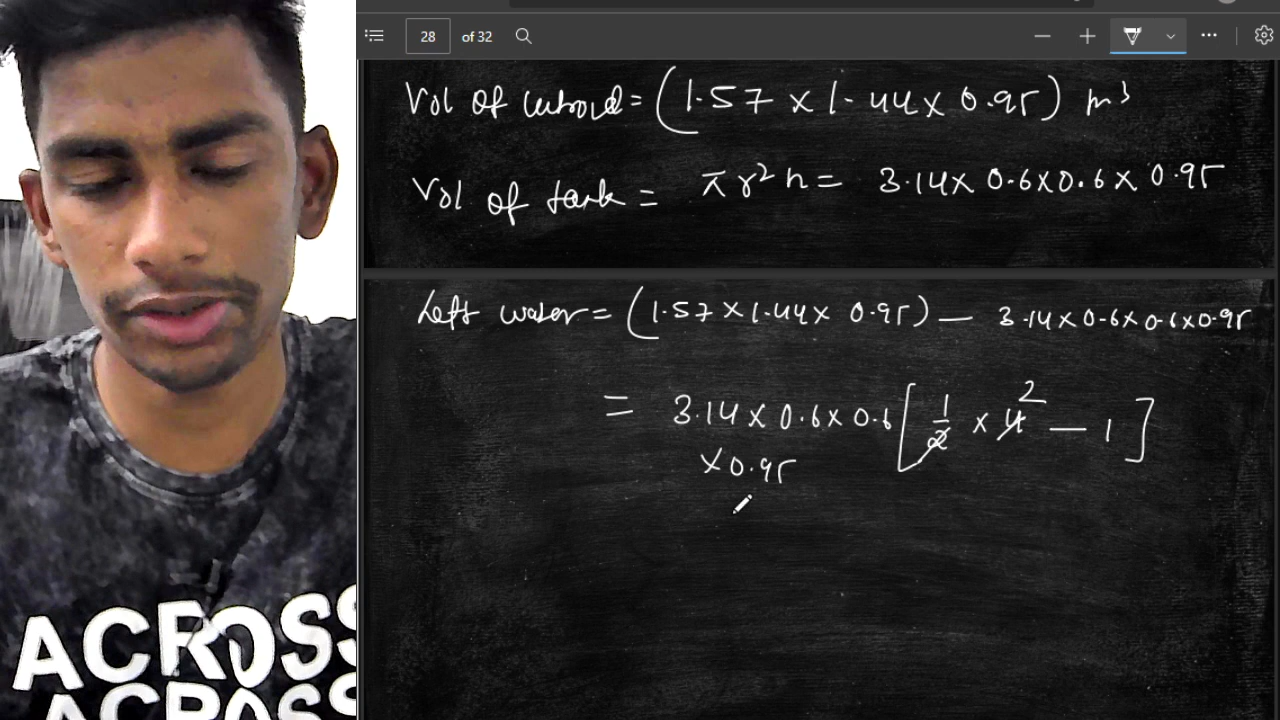 28 of 32
Vol of cuboid = (1.57 × 1.44 × 0.95) m³
Vol of tank = πr²h = 3.14 × 0.6 × 0.6 × 0.95
Left water = (1.57 × 1.44 × 0.95) — 3.14 × 0.6 × 0.6 × 0.95
= 3.14 × 0.6 × 0.6 [ 1/2 × 4 2 — 1 ]
× 0.95
ACROSS
ACROSS